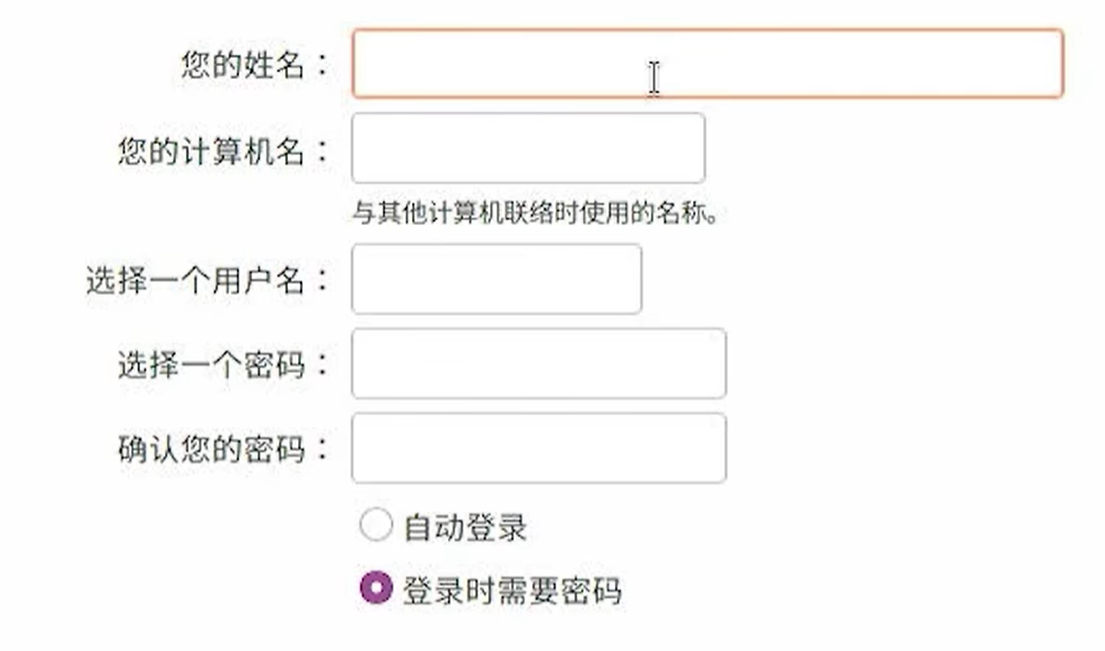 您的姓名：
您的计算机名：
与其他计算机联络时使用的名称。
选择一个用户名：
选择一个密码：
确认您的密码：
自动登录
登录时需要密码